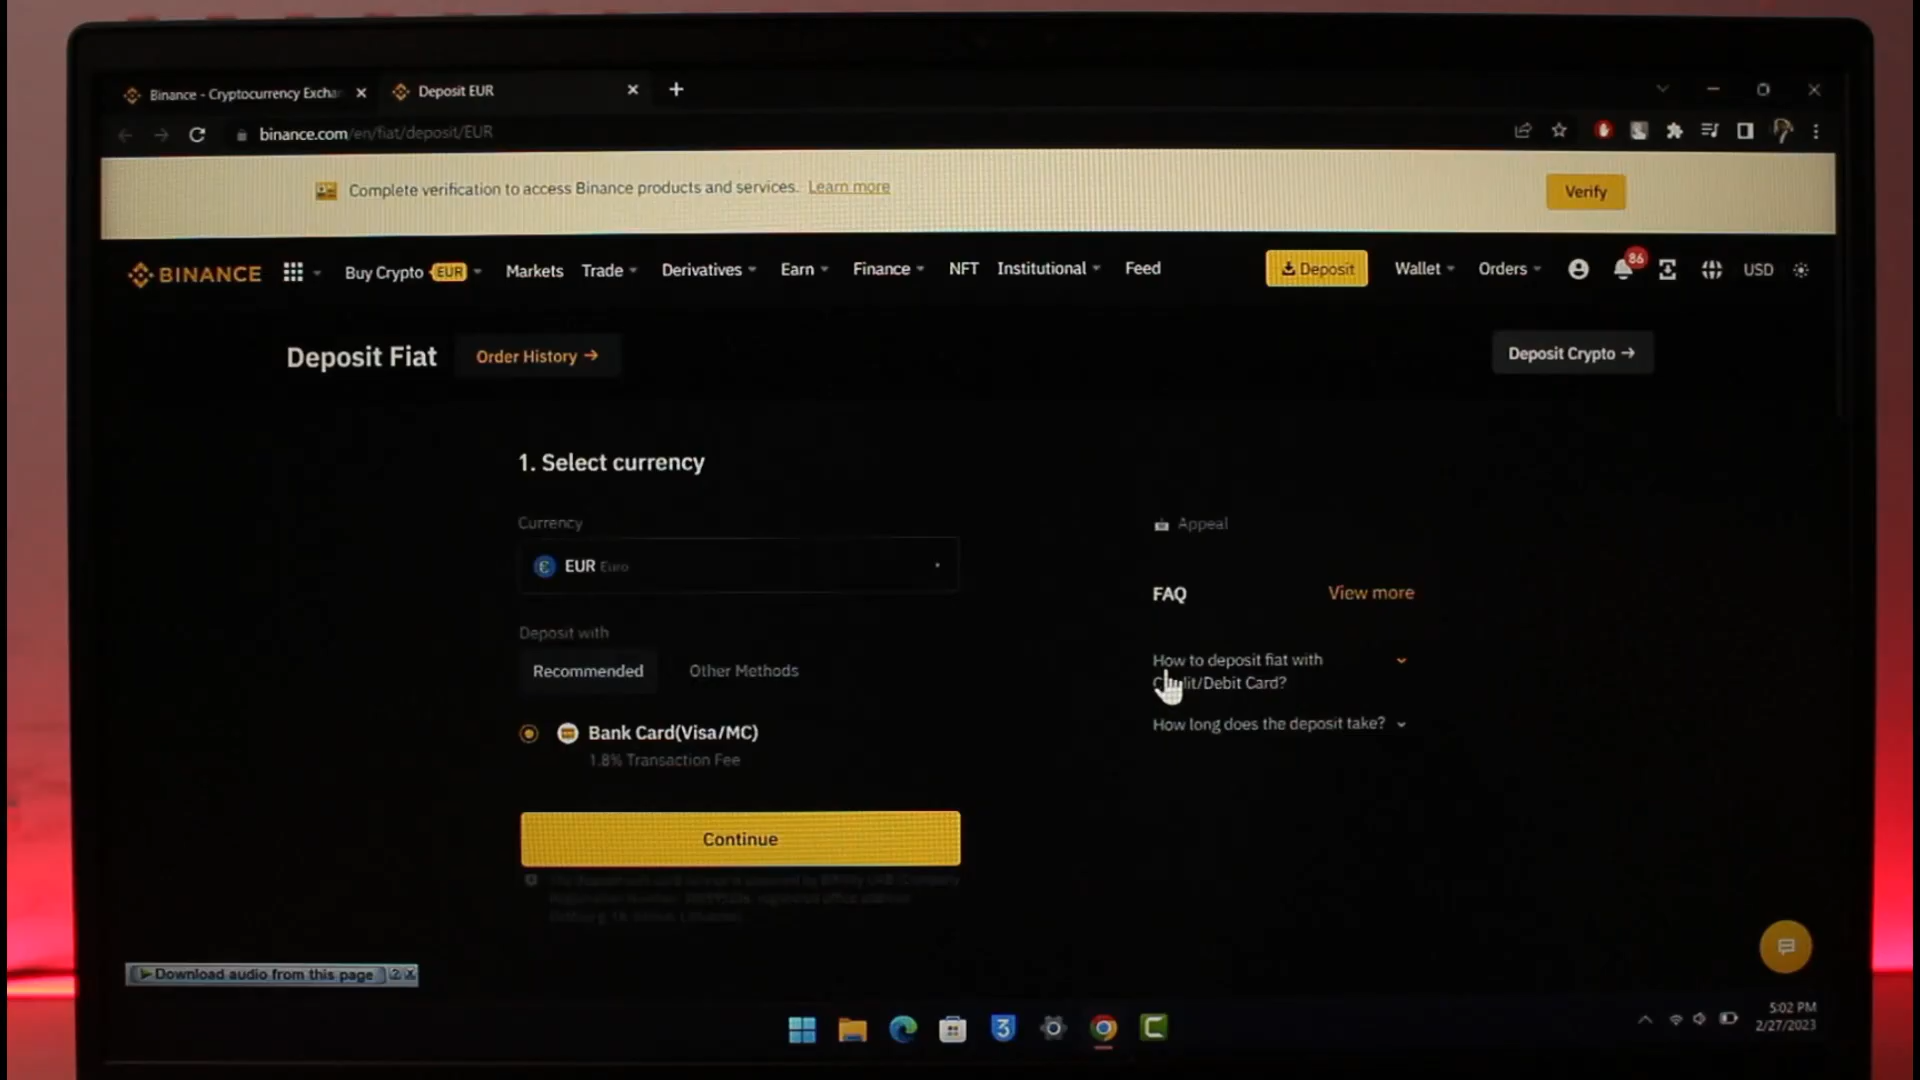 Binance - Cryptocurrency Excha
Deposit EUR
binance.com/en/fiat/deposit/EUR
Complete verification to access Binance products and services. Learn more
Verify
BINANCE
Buy Crypto EUR
Markets
Trade
Derivatives
Earn
Finance
NFT
Institutional
Feed
Deposit
Wallet
Orders
86
USD
Deposit Fiat
Order History →
Deposit Crypto →
1. Select currency
Currency
EUR Euro
Deposit with
Recommended
Other Methods
Bank Card(Visa/MC)
1.8% Transaction Fee
Continue
Appeal
FAQ
View more
How to deposit fiat with
Credit/Debit Card?
How long does the deposit take?
Download audio from this page
?
5:02 PM
2/27/2023